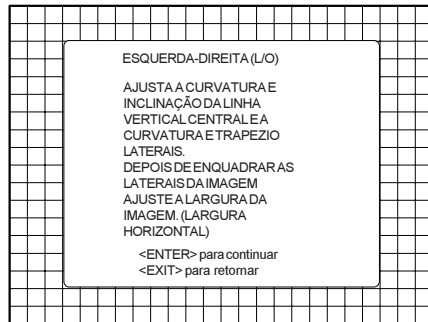 ESQUERDA-DIREITA (L/O)
AJUSTA A CURVATURA E
INCLINAÇÃO DA LINHA
VERTICAL CENTRAL E A
CURVATURA E TRAPEZIO
LATERAIS.
DEPOIS DE ENQUADRAR AS
LATERAIS DA IMAGEM
AJUSTE A LARGURA DA
IMAGEM. (LARGURA
HORIZONTAL)
<ENTER> para continuar
<EXIT> para retornar